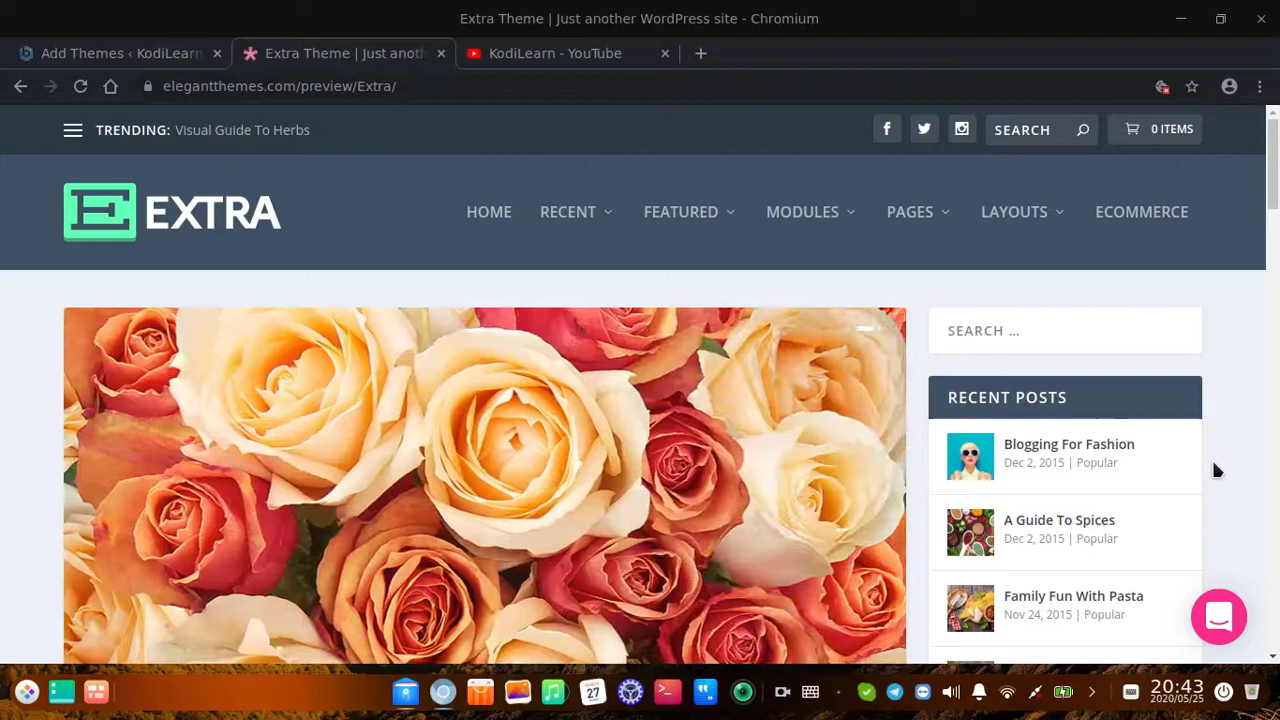 Extra Theme | Just another WordPress site - Chromium
Add Themes ‹ KodiLearn
Extra Theme | Just anoth
KodiLearn - YouTube
elegantthemes.com/preview/Extra/
TRENDING: Visual Guide To Herbs
SEARCH
0 ITEMS
E EXTRA
HOME
RECENT
FEATURED
MODULES
PAGES
LAYOUTS
ECOMMERCE
SEARCH ...
RECENT POSTS
Blogging For Fashion
Dec 2, 2015 | Popular
A Guide To Spices
Dec 2, 2015 | Popular
Family Fun With Pasta
Nov 24, 2015 | Popular
27
20:43
2020/05/25